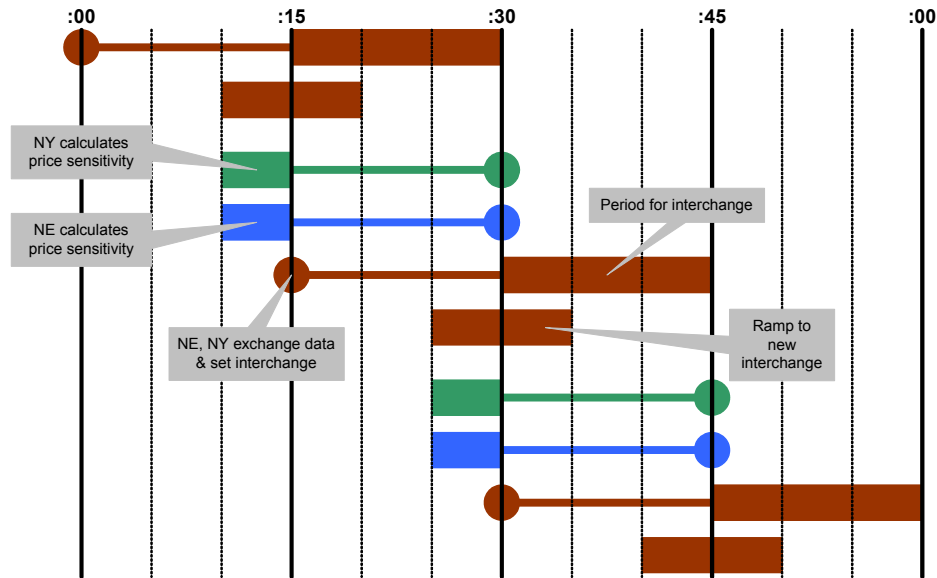 :00 :15 :30 :45 :00
NY calculates
price sensitivity
NE calculates
price sensitivity
Period for interchange
NE, NY exchange data
& set interchange
Ramp to
new
interchange